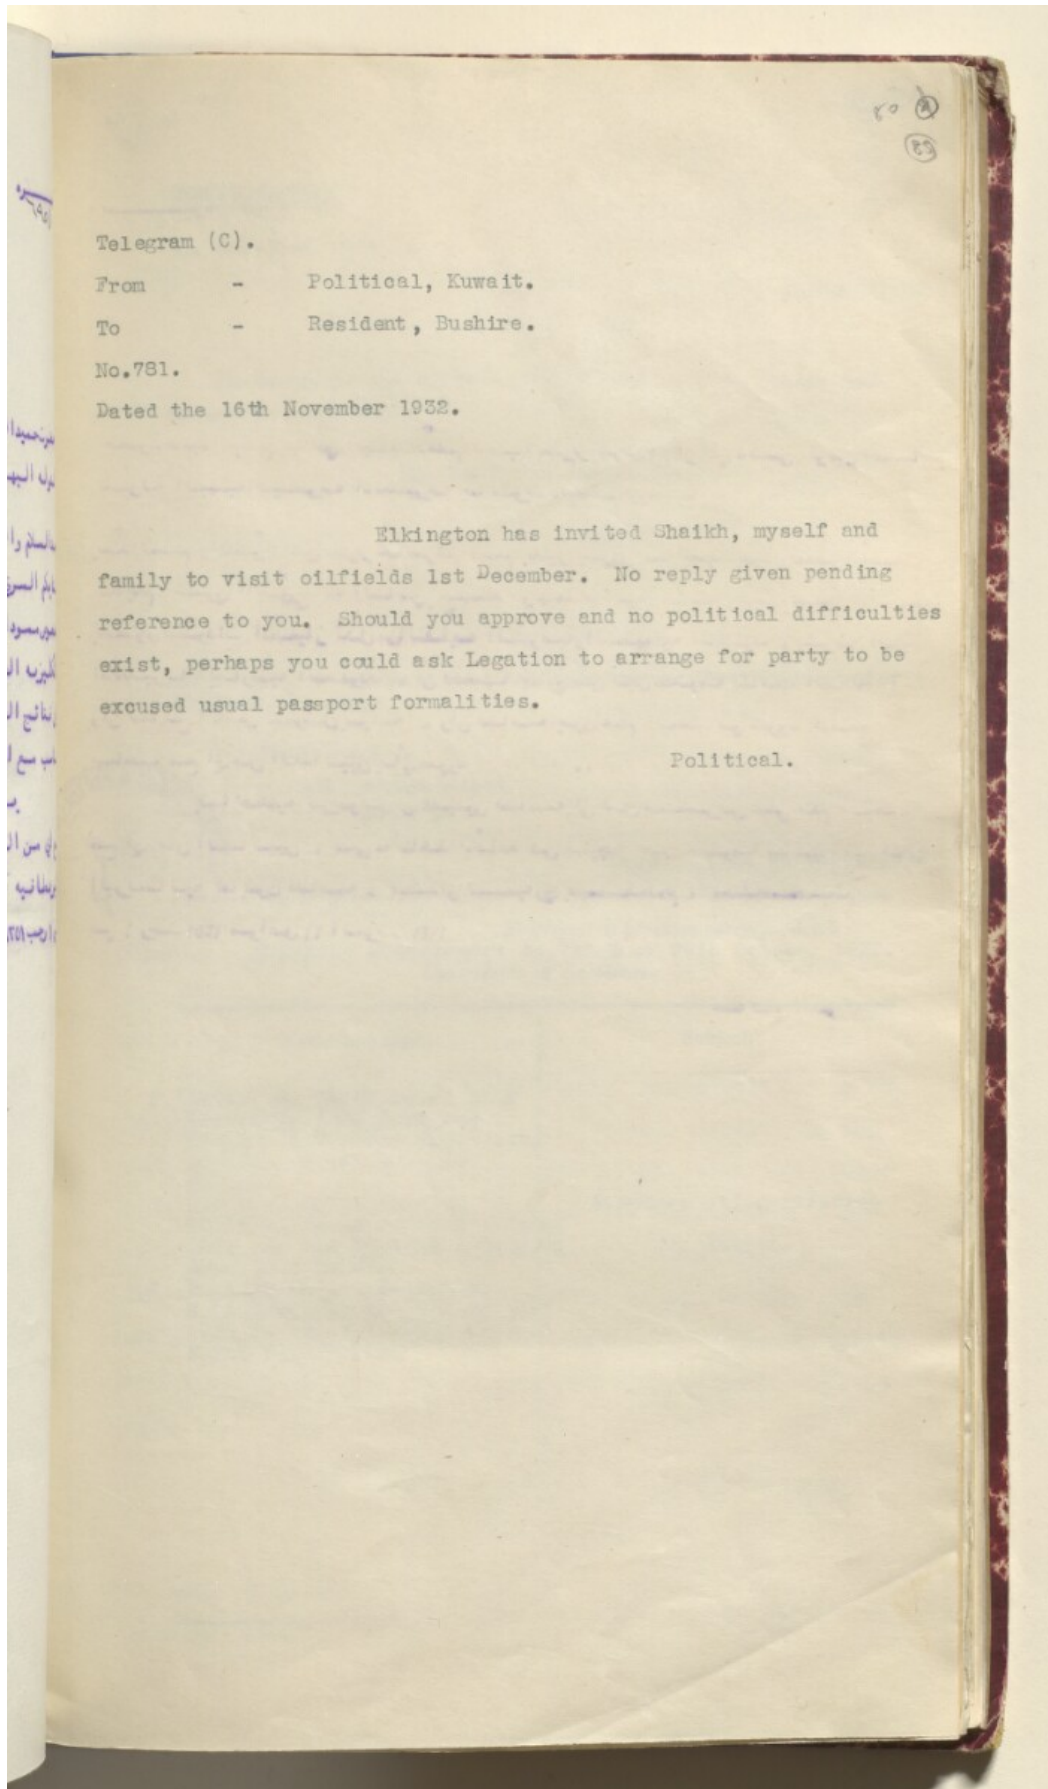 Telegram (C).
From - Political, Kuwait.
To - Resident, Bushire.
No.781.
Dated the 16th November 1932.
Elkington has invited Shaikh, myself and
family to visit oilfields 1st December. No reply given pending
reference to you. Should you approve and no political difficulties
exist, perhaps you could ask Legation to arrange for party to be
excused usual passport formalities.
Political.